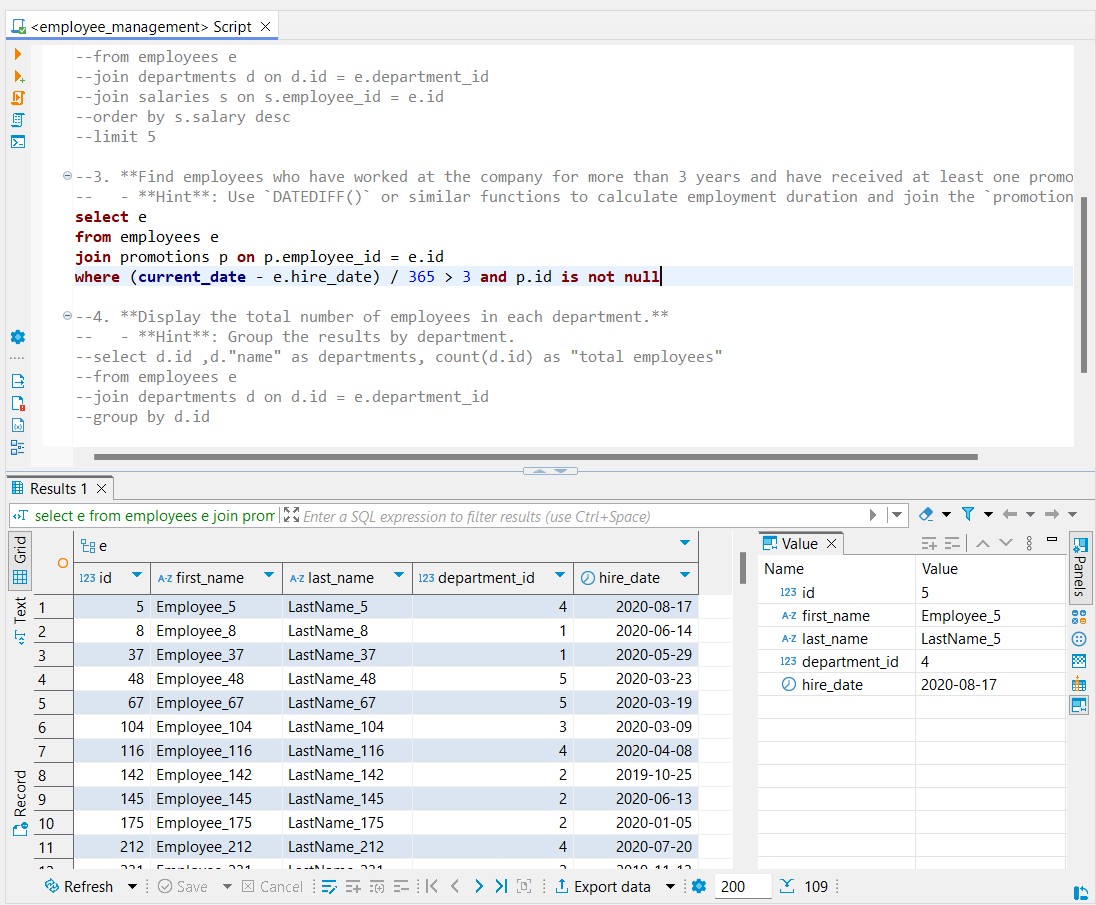 <employee_management> Script
--from employees e
--join departments d on d.id = e.department_id
--join salaries s on s.employee_id = e.id
--order by s.salary desc
--limit 5
--3. **Find employees who have worked at the company for more than 3 years and have received at least one promo
--   - **Hint**: Use `DATEDIFF()` or similar functions to calculate employment duration and join the `promotion
select e
from employees e
join promotions p on p.employee_id = e.id
where (current_date - e.hire_date) / 365 > 3 and p.id is not null
--4. **Display the total number of employees in each department.**
--   - **Hint**: Group the results by department.
--select d.id ,d."name" as departments, count(d.id) as "total employees"
--from employees e
--join departments d on d.id = e.department_id
--group by d.id
Results 1
select e from employees e join prom Enter a SQL expression to filter results (use Ctrl+Space)
Grid
Text
Record
e
123 id A-Z first_name A-Z last_name 123 department_id hire_date
1 5 Employee_5 LastName_5 4 2020-08-17
2 8 Employee_8 LastName_8 1 2020-06-14
3 37 Employee_37 LastName_37 1 2020-05-29
4 48 Employee_48 LastName_48 5 2020-03-23
5 67 Employee_67 LastName_67 5 2020-03-19
6 104 Employee_104 LastName_104 3 2020-03-09
7 116 Employee_116 LastName_116 4 2020-04-08
8 142 Employee_142 LastName_142 2 2019-10-25
9 145 Employee_145 LastName_145 2 2020-06-13
10 175 Employee_175 LastName_175 2 2020-01-05
11 212 Employee_212 LastName_212 4 2020-07-20
Value
Name Value
123 id 5
A-Z first_name Employee_5
A-Z last_name LastName_5
123 department_id 4
hire_date 2020-08-17
Panels
Refresh Save Cancel Export data 200 109